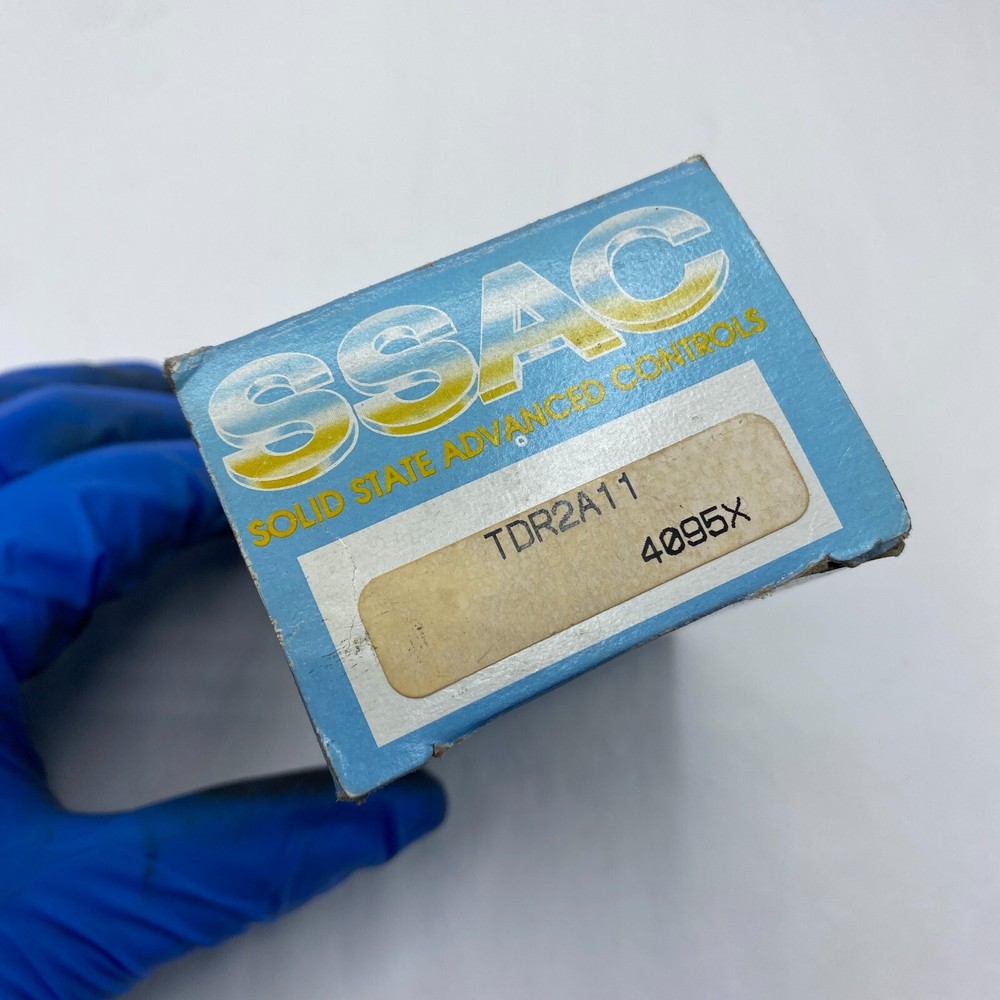 SSAC
SOLID STATE ADVANCED CONTROLS
TDR2A11
4095X